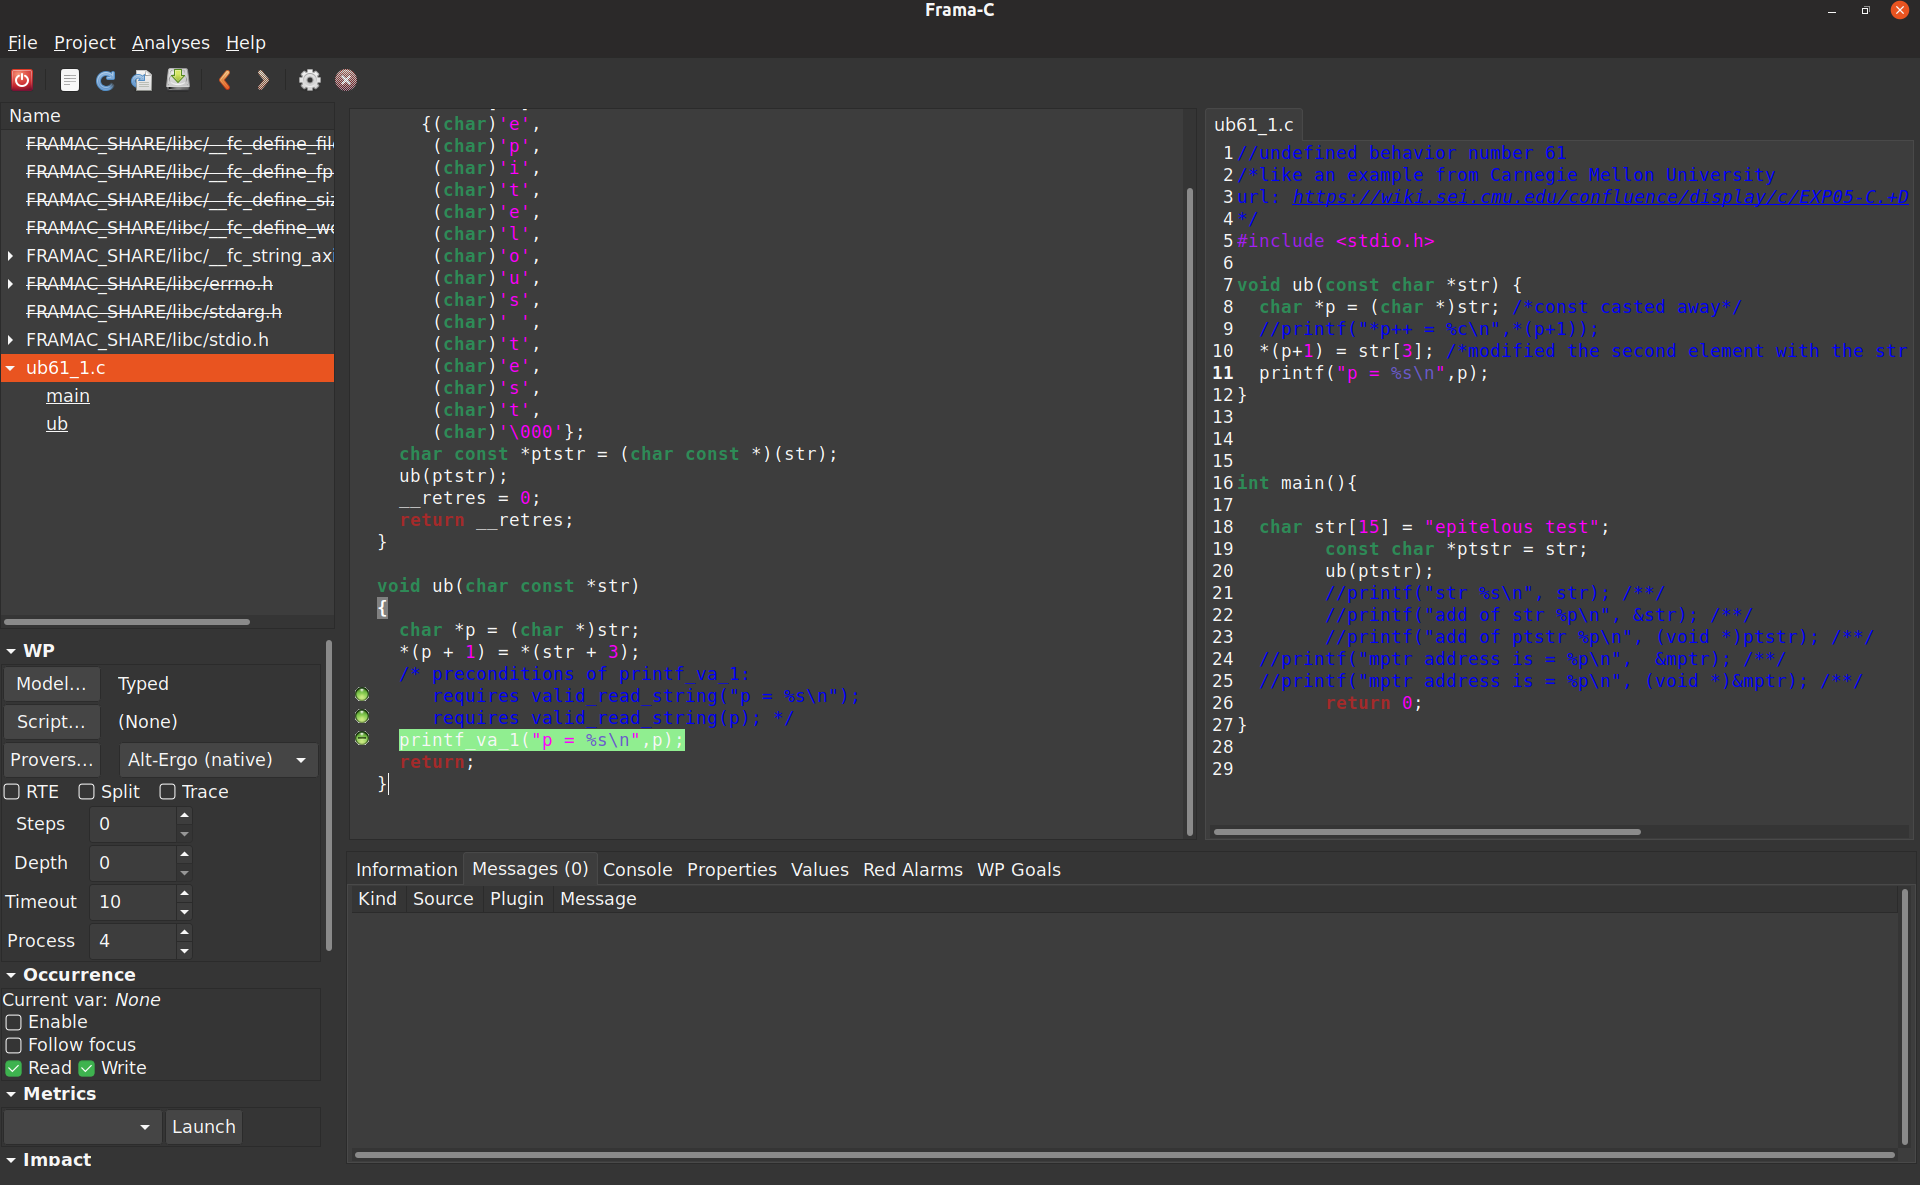 Frama-C
File Project Analyses Help
Name
FRAMAC_SHARE/libc/__fc_define_fil
FRAMAC_SHARE/libc/__fc_define_fp
FRAMAC_SHARE/libc/__fc_define_siz
FRAMAC_SHARE/libc/__fc_define_we
FRAMAC_SHARE/libc/__fc_string_axi
FRAMAC_SHARE/libc/errno.h
FRAMAC_SHARE/libc/stdarg.h
FRAMAC_SHARE/libc/stdio.h
ub61_1.c
main
ub
WP
Model... Typed
Script... (None)
Provers... Alt-Ergo (native)
RTE Split Trace
Steps 0
Depth 0
Timeout 10
Process 4
Occurrence
Current var: None
Enable
Follow focus
Read Write
Metrics
Launch
Impact
{(char)'e',
(char)'p',
(char)'i',
(char)'t',
(char)'e',
(char)'l',
(char)'o',
(char)'u',
(char)'s',
(char)' ',
(char)'t',
(char)'e',
(char)'s',
(char)'t',
(char)'\000'};
char const *ptstr = (char const *)(str);
ub(ptstr);
__retres = 0;
return __retres;
}
void ub(char const *str)
{
char *p = (char *)str;
*(p + 1) = *(str + 3);
/* preconditions of printf_va_1:
requires valid_read_string("p = %s\n");
requires valid_read_string(p); */
printf_va_1("p = %s\n",p);
return;
}
ub61_1.c
1 //undefined behavior number 61
2 /*like an example from Carnegie Mellon University
3 url: https://wiki.sei.cmu.edu/confluence/display/c/EXP05-C.+D
4 */
5 #include <stdio.h>
6
7 void ub(const char *str) {
8 char *p = (char *)str; /*const casted away*/
9 //printf("*p++ = %c\n",*(p+1));
10 *(p+1) = str[3]; /*modified the second element with the str
11 printf("p = %s\n",p);
12 }
13
14
15
16 int main(){
17
18 char str[15] = "epitelous test";
19 const char *ptstr = str;
20 ub(ptstr);
21 //printf("str %s\n", str); /**/
22 //printf("add of str %p\n", &str); /**/
23 //printf("add of ptstr %p\n", (void *)ptstr); /**/
24 //printf("mptr address is = %p\n",  &mptr); /**/
25 //printf("mptr address is = %p\n", (void *)&mptr); /**/
26 return 0;
27 }
28
29
Information Messages (0) Console Properties Values Red Alarms WP Goals
Kind Source Plugin Message